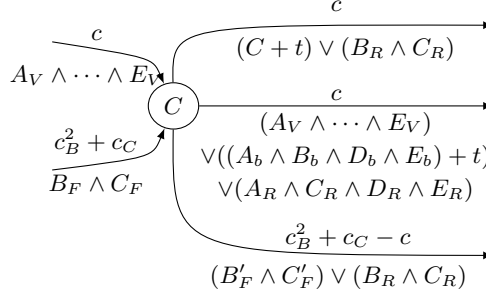 c
c
(C + t) ∨ (B_R ∧ C_R)
A_V ∧ ⋯ ∧ E_V
C
c
(A_V ∧ ⋯ ∧ E_V)
c_B^2 + c_C
∨((A_b ∧ B_b ∧ D_b ∧ E_b) + t)
B_F ∧ C_F
∨(A_R ∧ C_R ∧ D_R ∧ E_R)
c_B^2 + c_C − c
(B'_F ∧ C'_F) ∨ (B_R ∧ C_R)